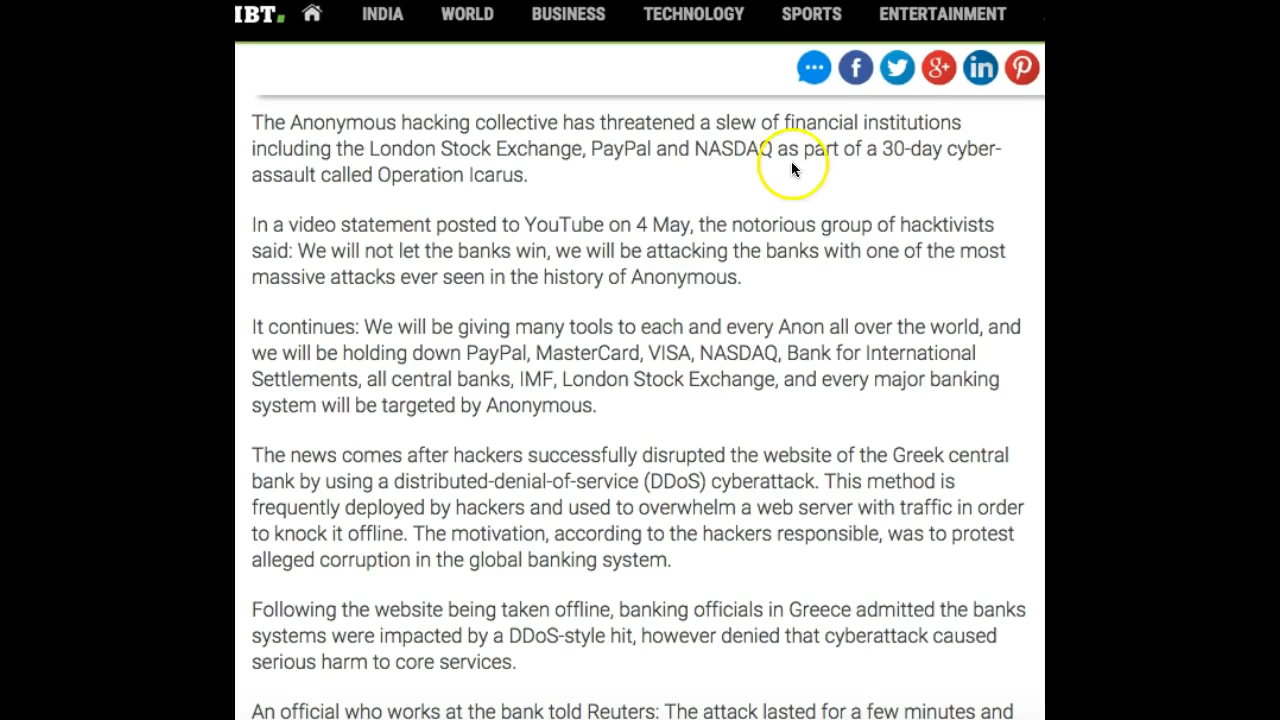 IBT.
INDIA WORLD BUSINESS TECHNOLOGY SPORTS ENTERTAINMENT
The Anonymous hacking collective has threatened a slew of financial institutions
including the London Stock Exchange, PayPal and NASDAQ as part of a 30-day cyber-
assault called Operation Icarus.
In a video statement posted to YouTube on 4 May, the notorious group of hacktivists
said: We will not let the banks win, we will be attacking the banks with one of the most
massive attacks ever seen in the history of Anonymous.
It continues: We will be giving many tools to each and every Anon all over the world, and
we will be holding down PayPal, MasterCard, VISA, NASDAQ, Bank for International
Settlements, all central banks, IMF, London Stock Exchange, and every major banking
system will be targeted by Anonymous.
The news comes after hackers successfully disrupted the website of the Greek central
bank by using a distributed-denial-of-service (DDoS) cyberattack. This method is
frequently deployed by hackers and used to overwhelm a web server with traffic in order
to knock it offline. The motivation, according to the hackers responsible, was to protest
alleged corruption in the global banking system.
Following the website being taken offline, banking officials in Greece admitted the banks
systems were impacted by a DDoS-style hit, however denied that cyberattack caused
serious harm to core services.
An official who works at the bank told Reuters: The attack lasted for a few minutes and